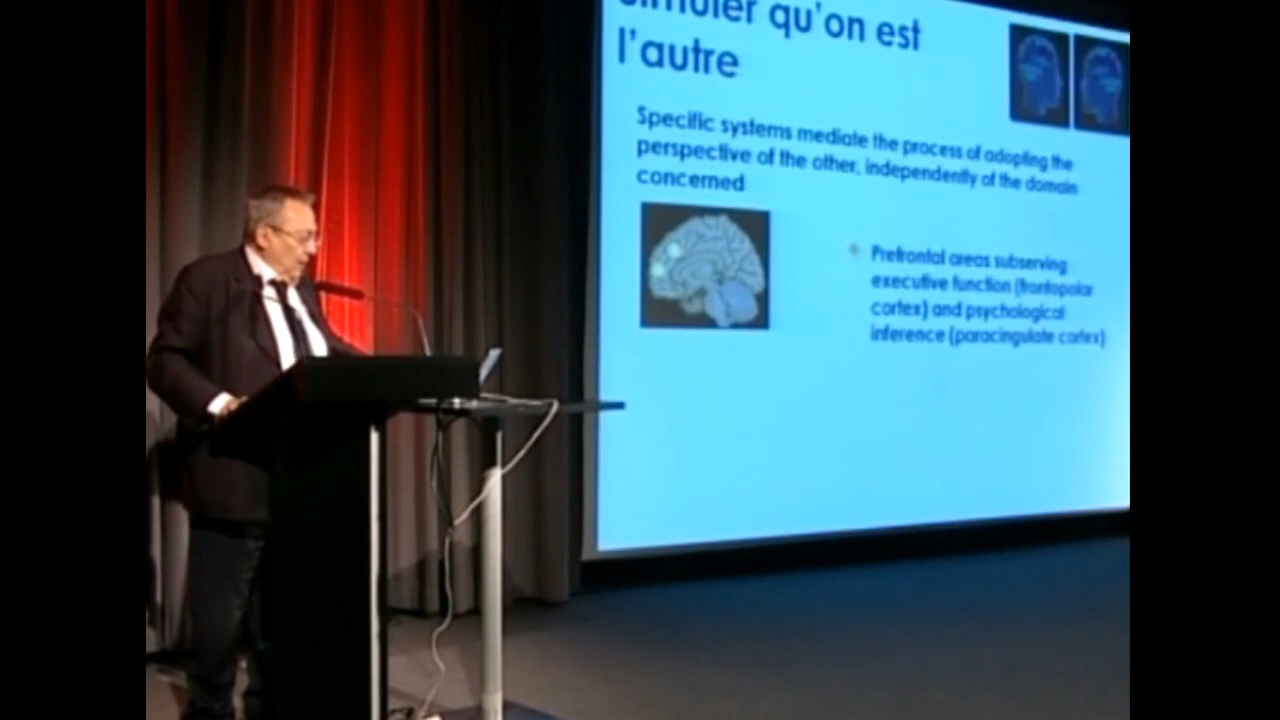 simuler qu'on est
l'autre
Specific systems mediate the process of adopting the
perspective of the other, independently of the domain
concerned
Prefrontal areas subserving
executive function (frontopolar
cortex) and psychological
inference (paracingulate cortex)